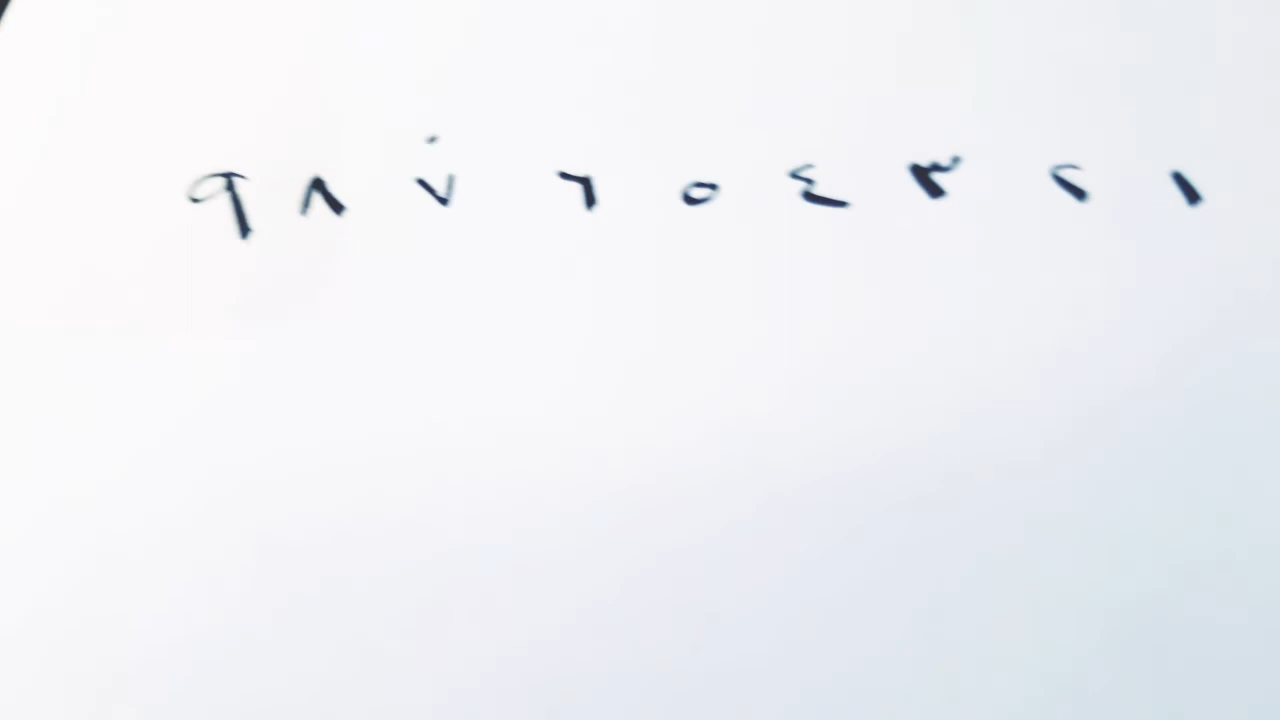 ١ ٢ ٣ ٤ ٥ ٦ ٧ ٨ ٩